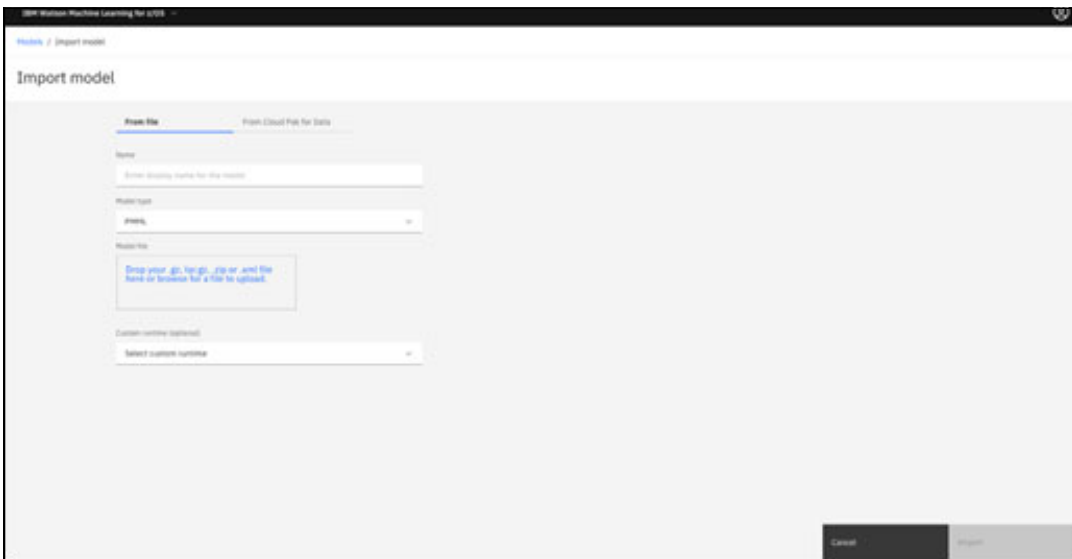 IBM Watson Machine Learning for z/OS
Models / Import model
Import model
From file
From Cloud Pak for Data
Name
Enter display name for the model
Model type
PMML
Model file
Drop your .gz, tar.gz, .zip or .xml file
here or browse for a file to upload.
Custom runtime (optional)
Select custom runtime
Cancel
Import